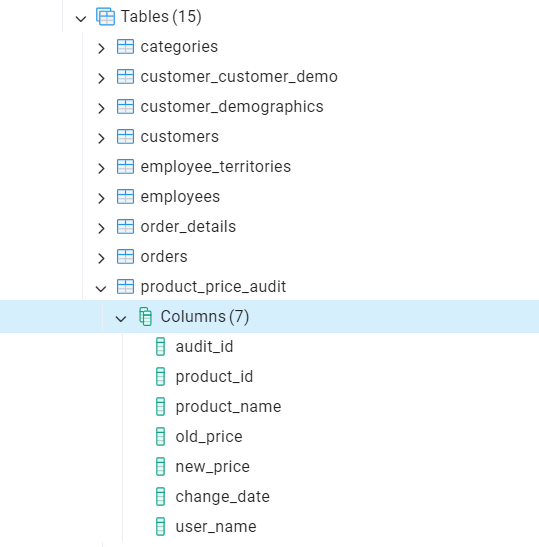 Tables (15)
categories
customer_customer_demo
customer_demographics
customers
employee_territories
employees
order_details
orders
product_price_audit
Columns (7)
audit_id
product_id
product_name
old_price
new_price
change_date
user_name